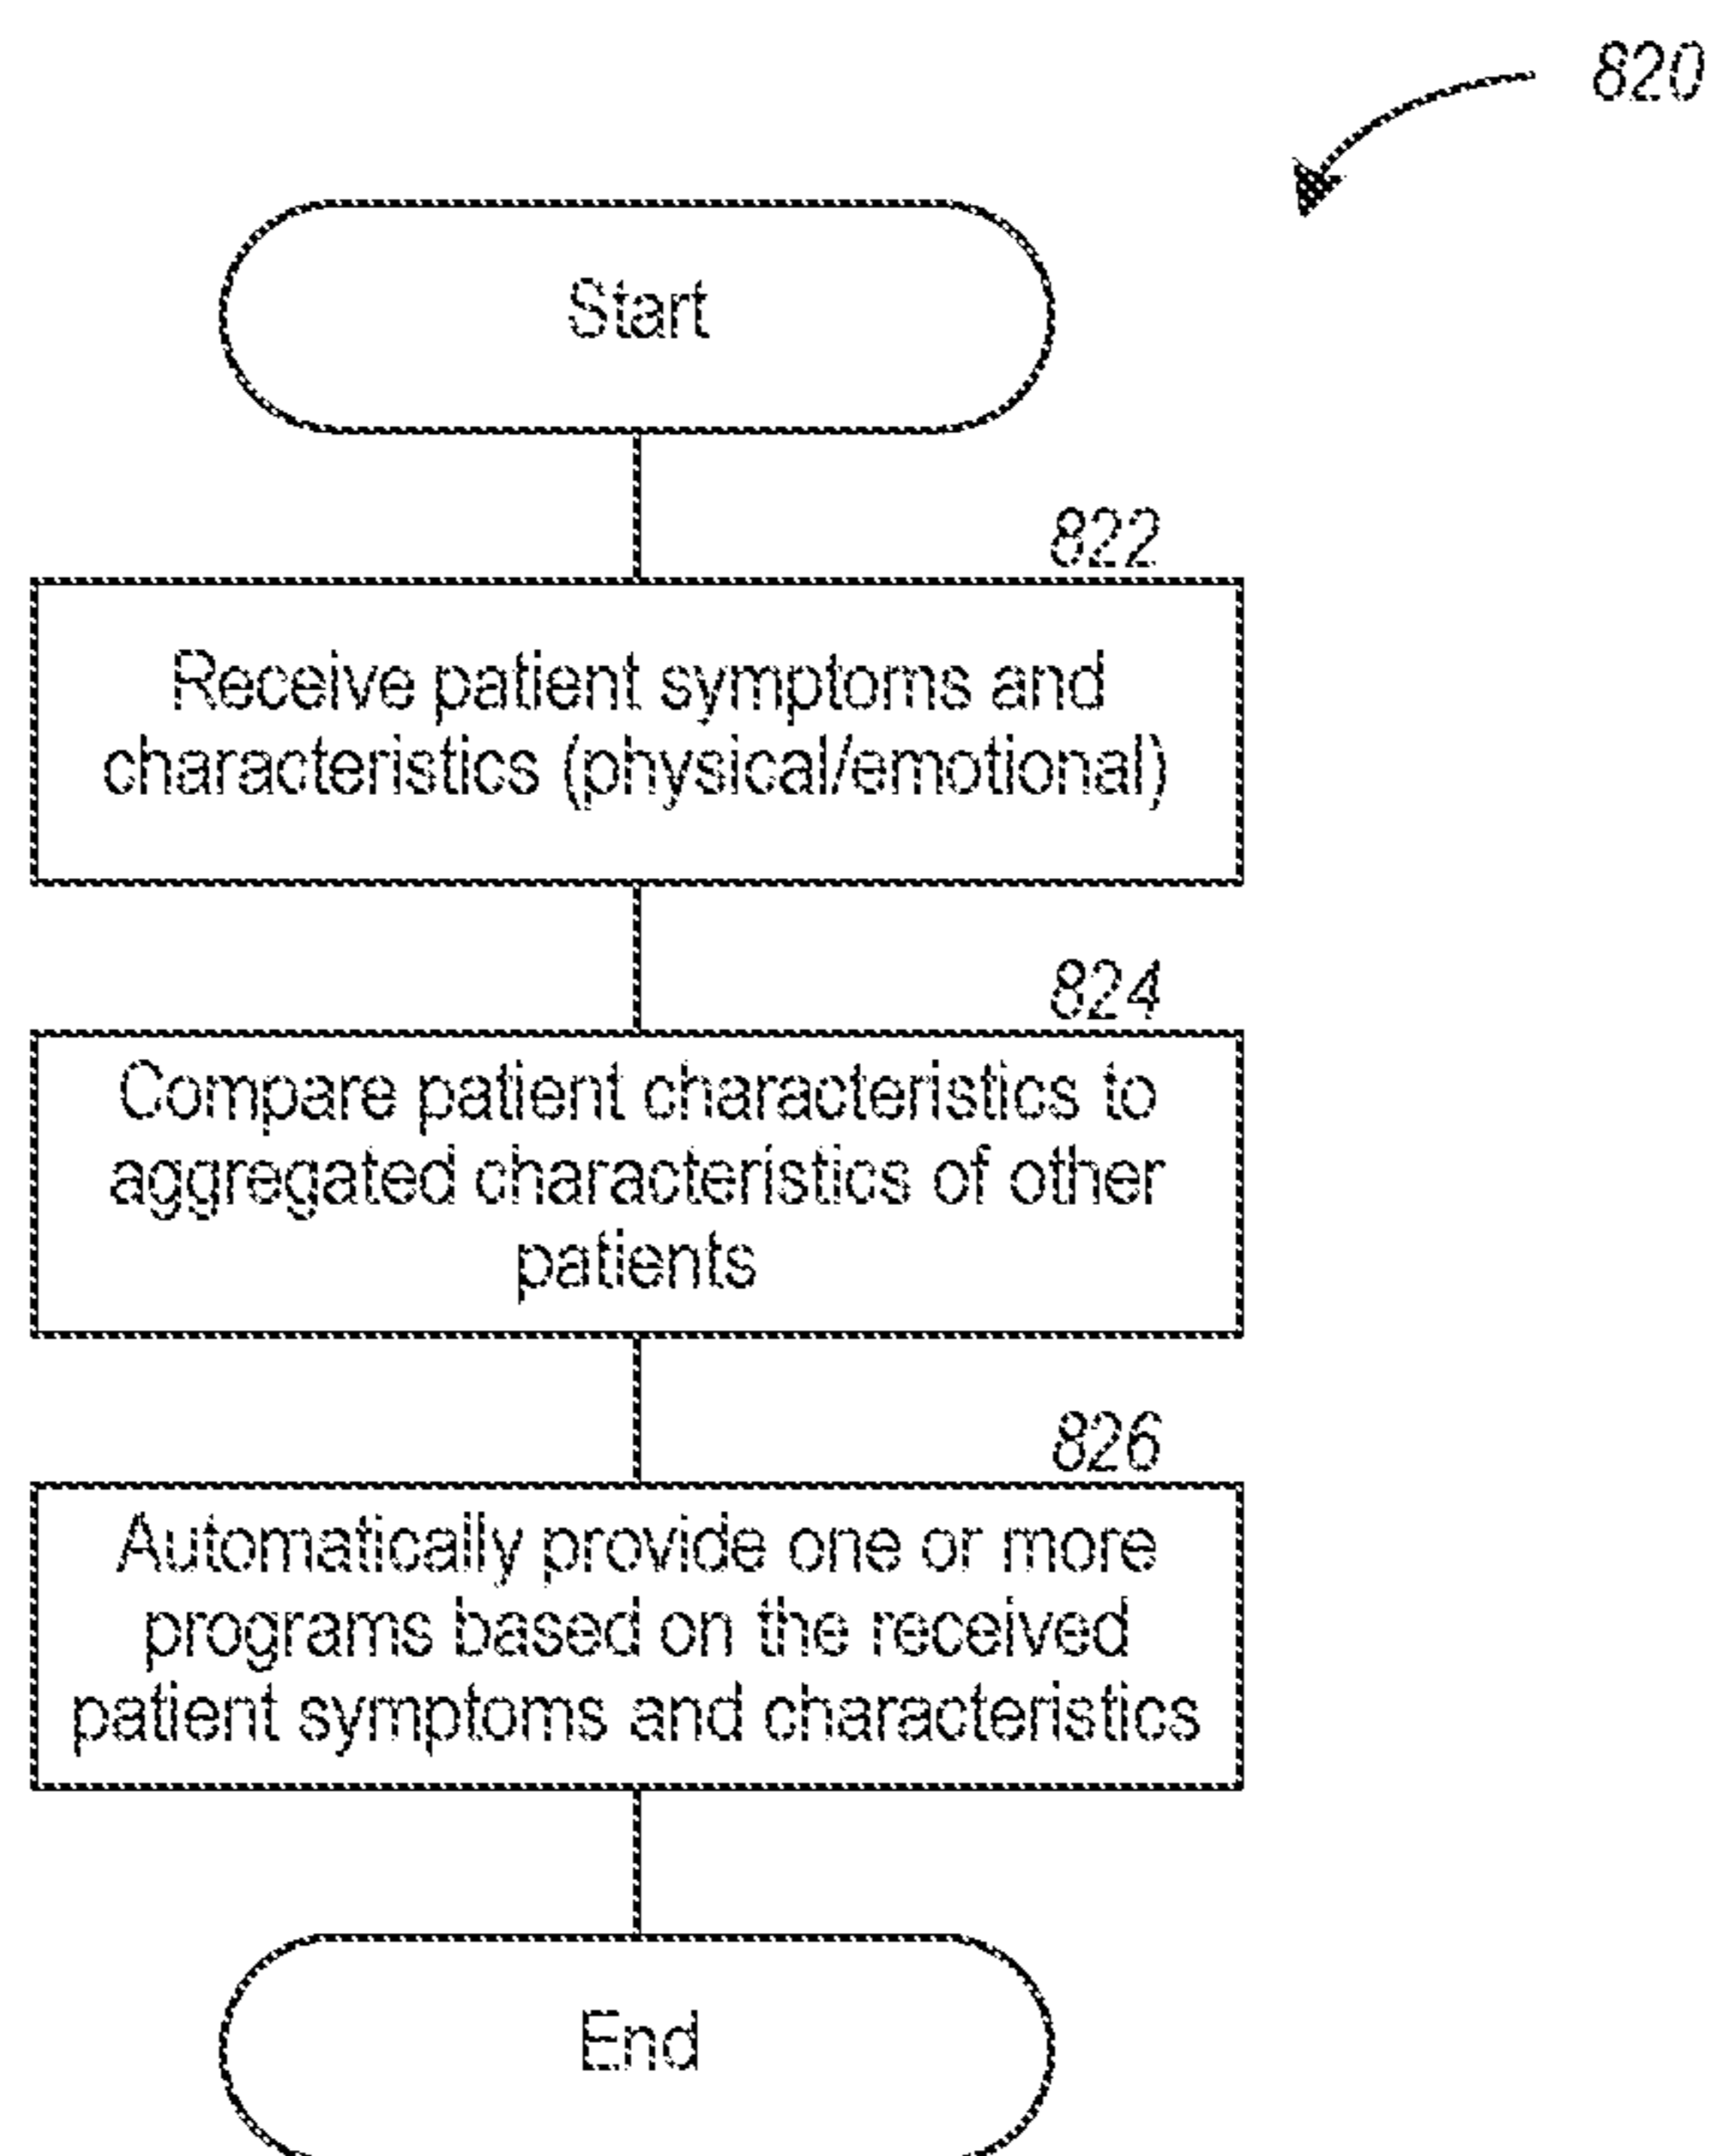 820
Start
822
Receive patient symptoms and
characteristics (physical/emotional)
824
Compare patient characteristics to
aggregated characteristics of other
patients
826
Automatically provide one or more
programs based on the received
patient symptoms and characteristics
End